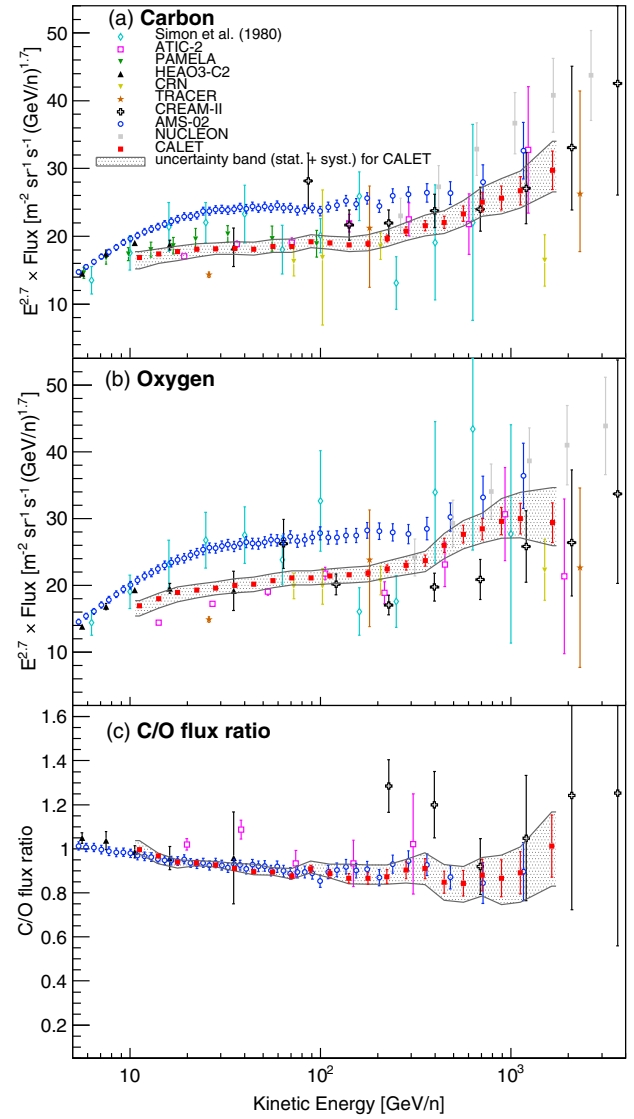 (a) Carbon
Simon et al. (1980)
ATIC-2
PAMELA
HEAO3-C2
CRN
TRACER
CREAM-II
AMS-02
NUCLEON
CALET
uncertainty band (stat. + syst.) for CALET
50
40
30
20
10
E^2.7 × Flux [m^-2 sr^-1 s^-1 (GeV/n)^1.7]
(b) Oxygen
50
40
30
20
10
E^2.7 × Flux [m^-2 sr^-1 s^-1 (GeV/n)^1.7]
(c) C/O flux ratio
1.6
1.4
1.2
1
0.8
0.6
0.4
0.2
C/O flux ratio
10 10^2 10^3
Kinetic Energy [GeV/n]